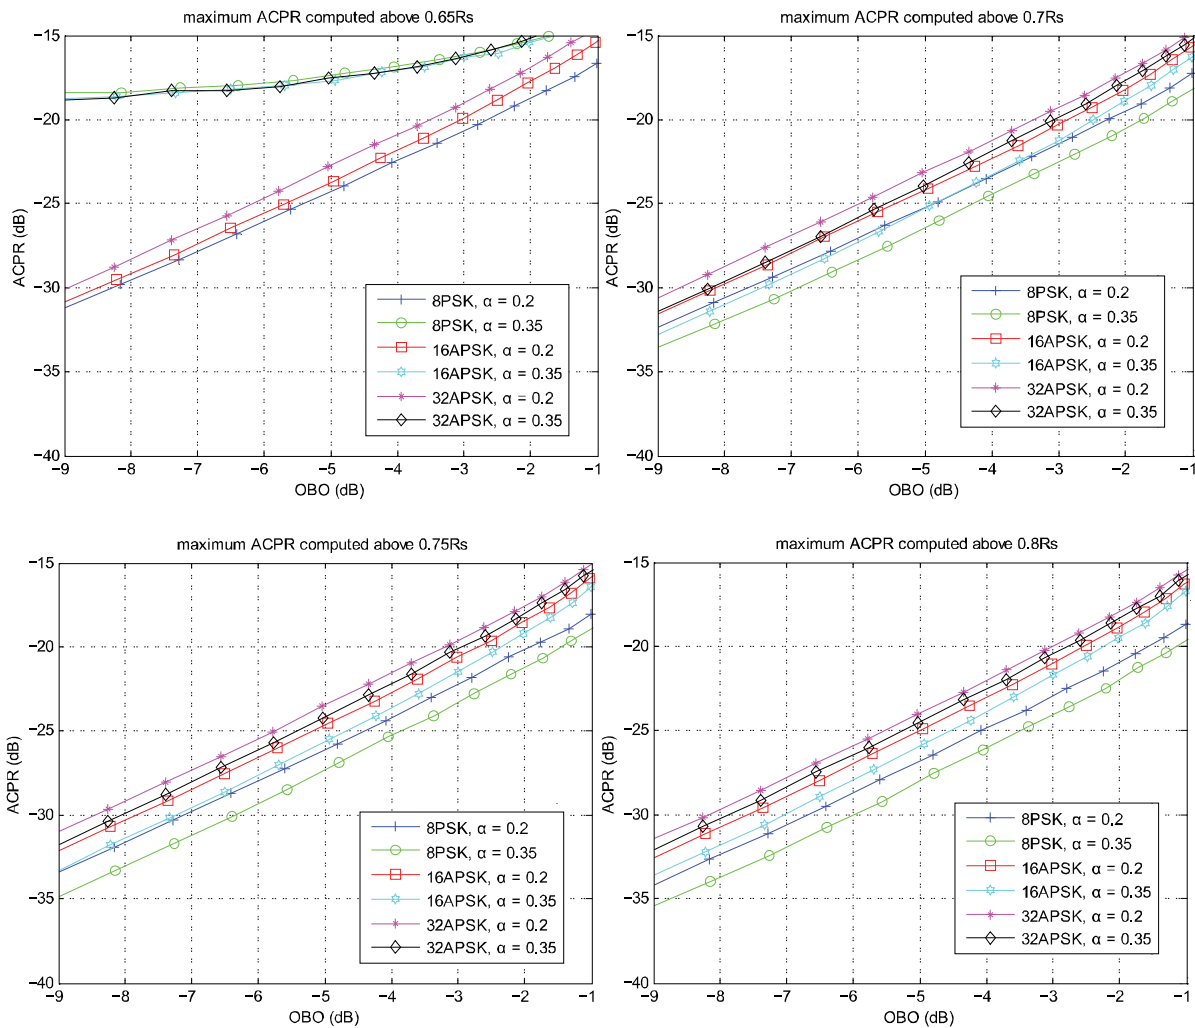 maximum ACPR computed above 0.65Rs
−15
−20
−25
−30
−35
−40
ACPR (dB)
8PSK, α = 0.2
8PSK, α = 0.35
16APSK, α = 0.2
16APSK, α = 0.35
32APSK, α = 0.2
32APSK, α = 0.35
−9 −8 −7 −6 −5 −4 −3 −2 −1
OBO (dB)
maximum ACPR computed above 0.7Rs
−15
−20
−25
−30
−35
−40
ACPR (dB)
8PSK, α = 0.2
8PSK, α = 0.35
16APSK, α = 0.2
16APSK, α = 0.35
32APSK, α = 0.2
32APSK, α = 0.35
−9 −8 −7 −6 −5 −4 −3 −2 −1
OBO (dB)
maximum ACPR computed above 0.75Rs
−15
−20
−25
−30
−35
−40
ACPR (dB)
8PSK, α = 0.2
8PSK, α = 0.35
16APSK, α = 0.2
16APSK, α = 0.35
32APSK, α = 0.2
32APSK, α = 0.35
−9 −8 −7 −6 −5 −4 −3 −2 −1
OBO (dB)
maximum ACPR computed above 0.8Rs
−15
−20
−25
−30
−35
−40
ACPR (dB)
8PSK, α = 0.2
8PSK, α = 0.35
16APSK, α = 0.2
16APSK, α = 0.35
32APSK, α = 0.2
32APSK, α = 0.35
−9 −8 −7 −6 −5 −4 −3 −2 −1
OBO (dB)